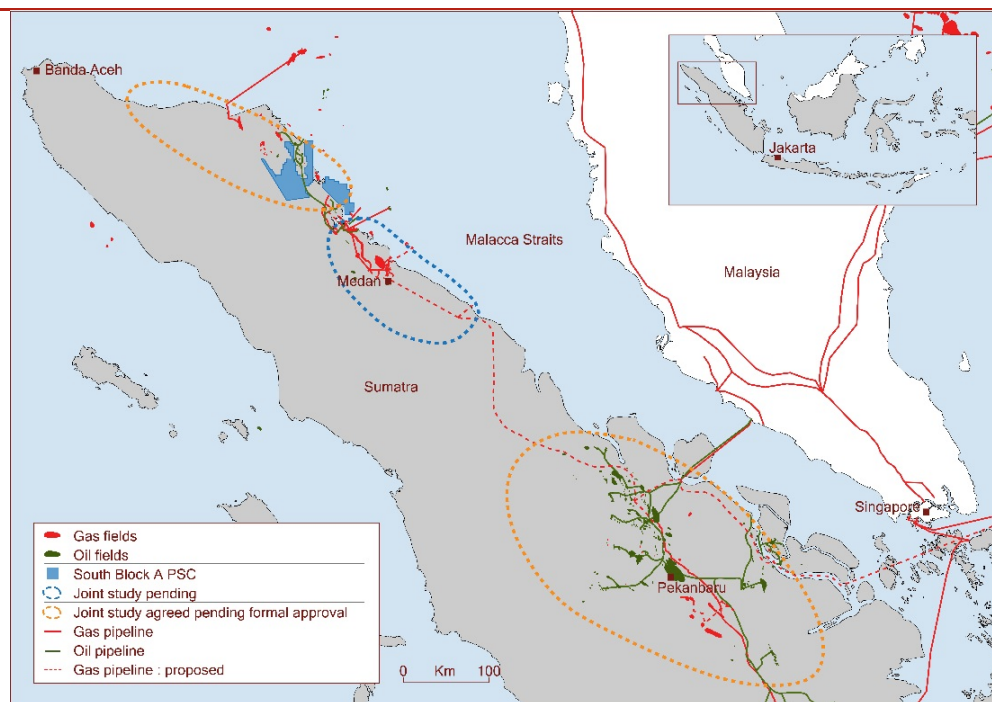 Banda Aceh
Jakarta
Malacca Straits
Malaysia
Medan
Sumatra
Singapore
Pekanbaru
Gas fields
Oil fields
South Block A PSC
Joint study pending
Joint study agreed pending formal approval
Gas pipeline
Oil pipeline
Gas pipeline : proposed
0 Km 100